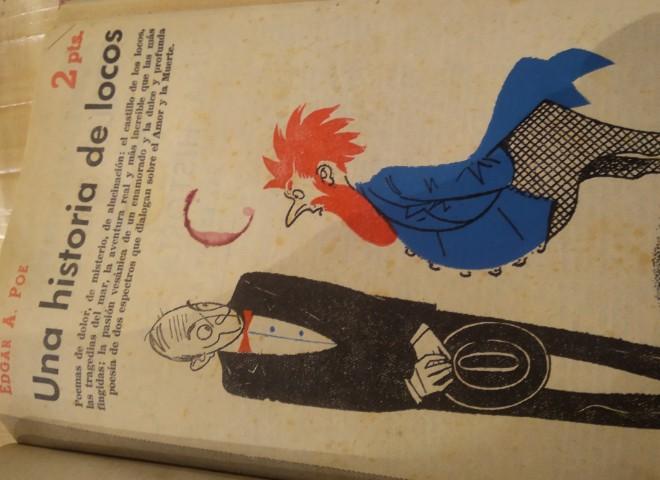 EDGAR A. POE
2 pts.
Una historia de locos
Poemas de dolor, de misterio, de alucinación; el castillo de los locos,
las tragedias del mar, la aventura real y más increíble que las más
fingidas; la pasión vesánica de un enamorado y la dulce y profunda
poesía de dos espectros que dialogan sobre el Amor y la Muerte.